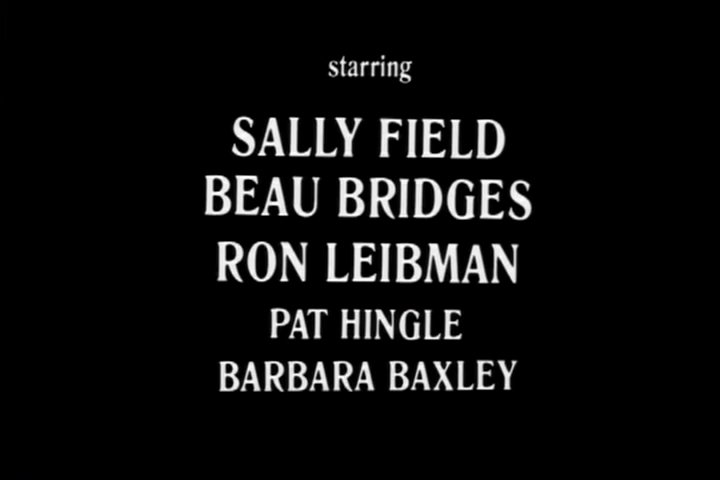 starring
SALLY FIELD
BEAU BRIDGES
RON LEIBMAN
PAT HINGLE
BARBARA BAXLEY